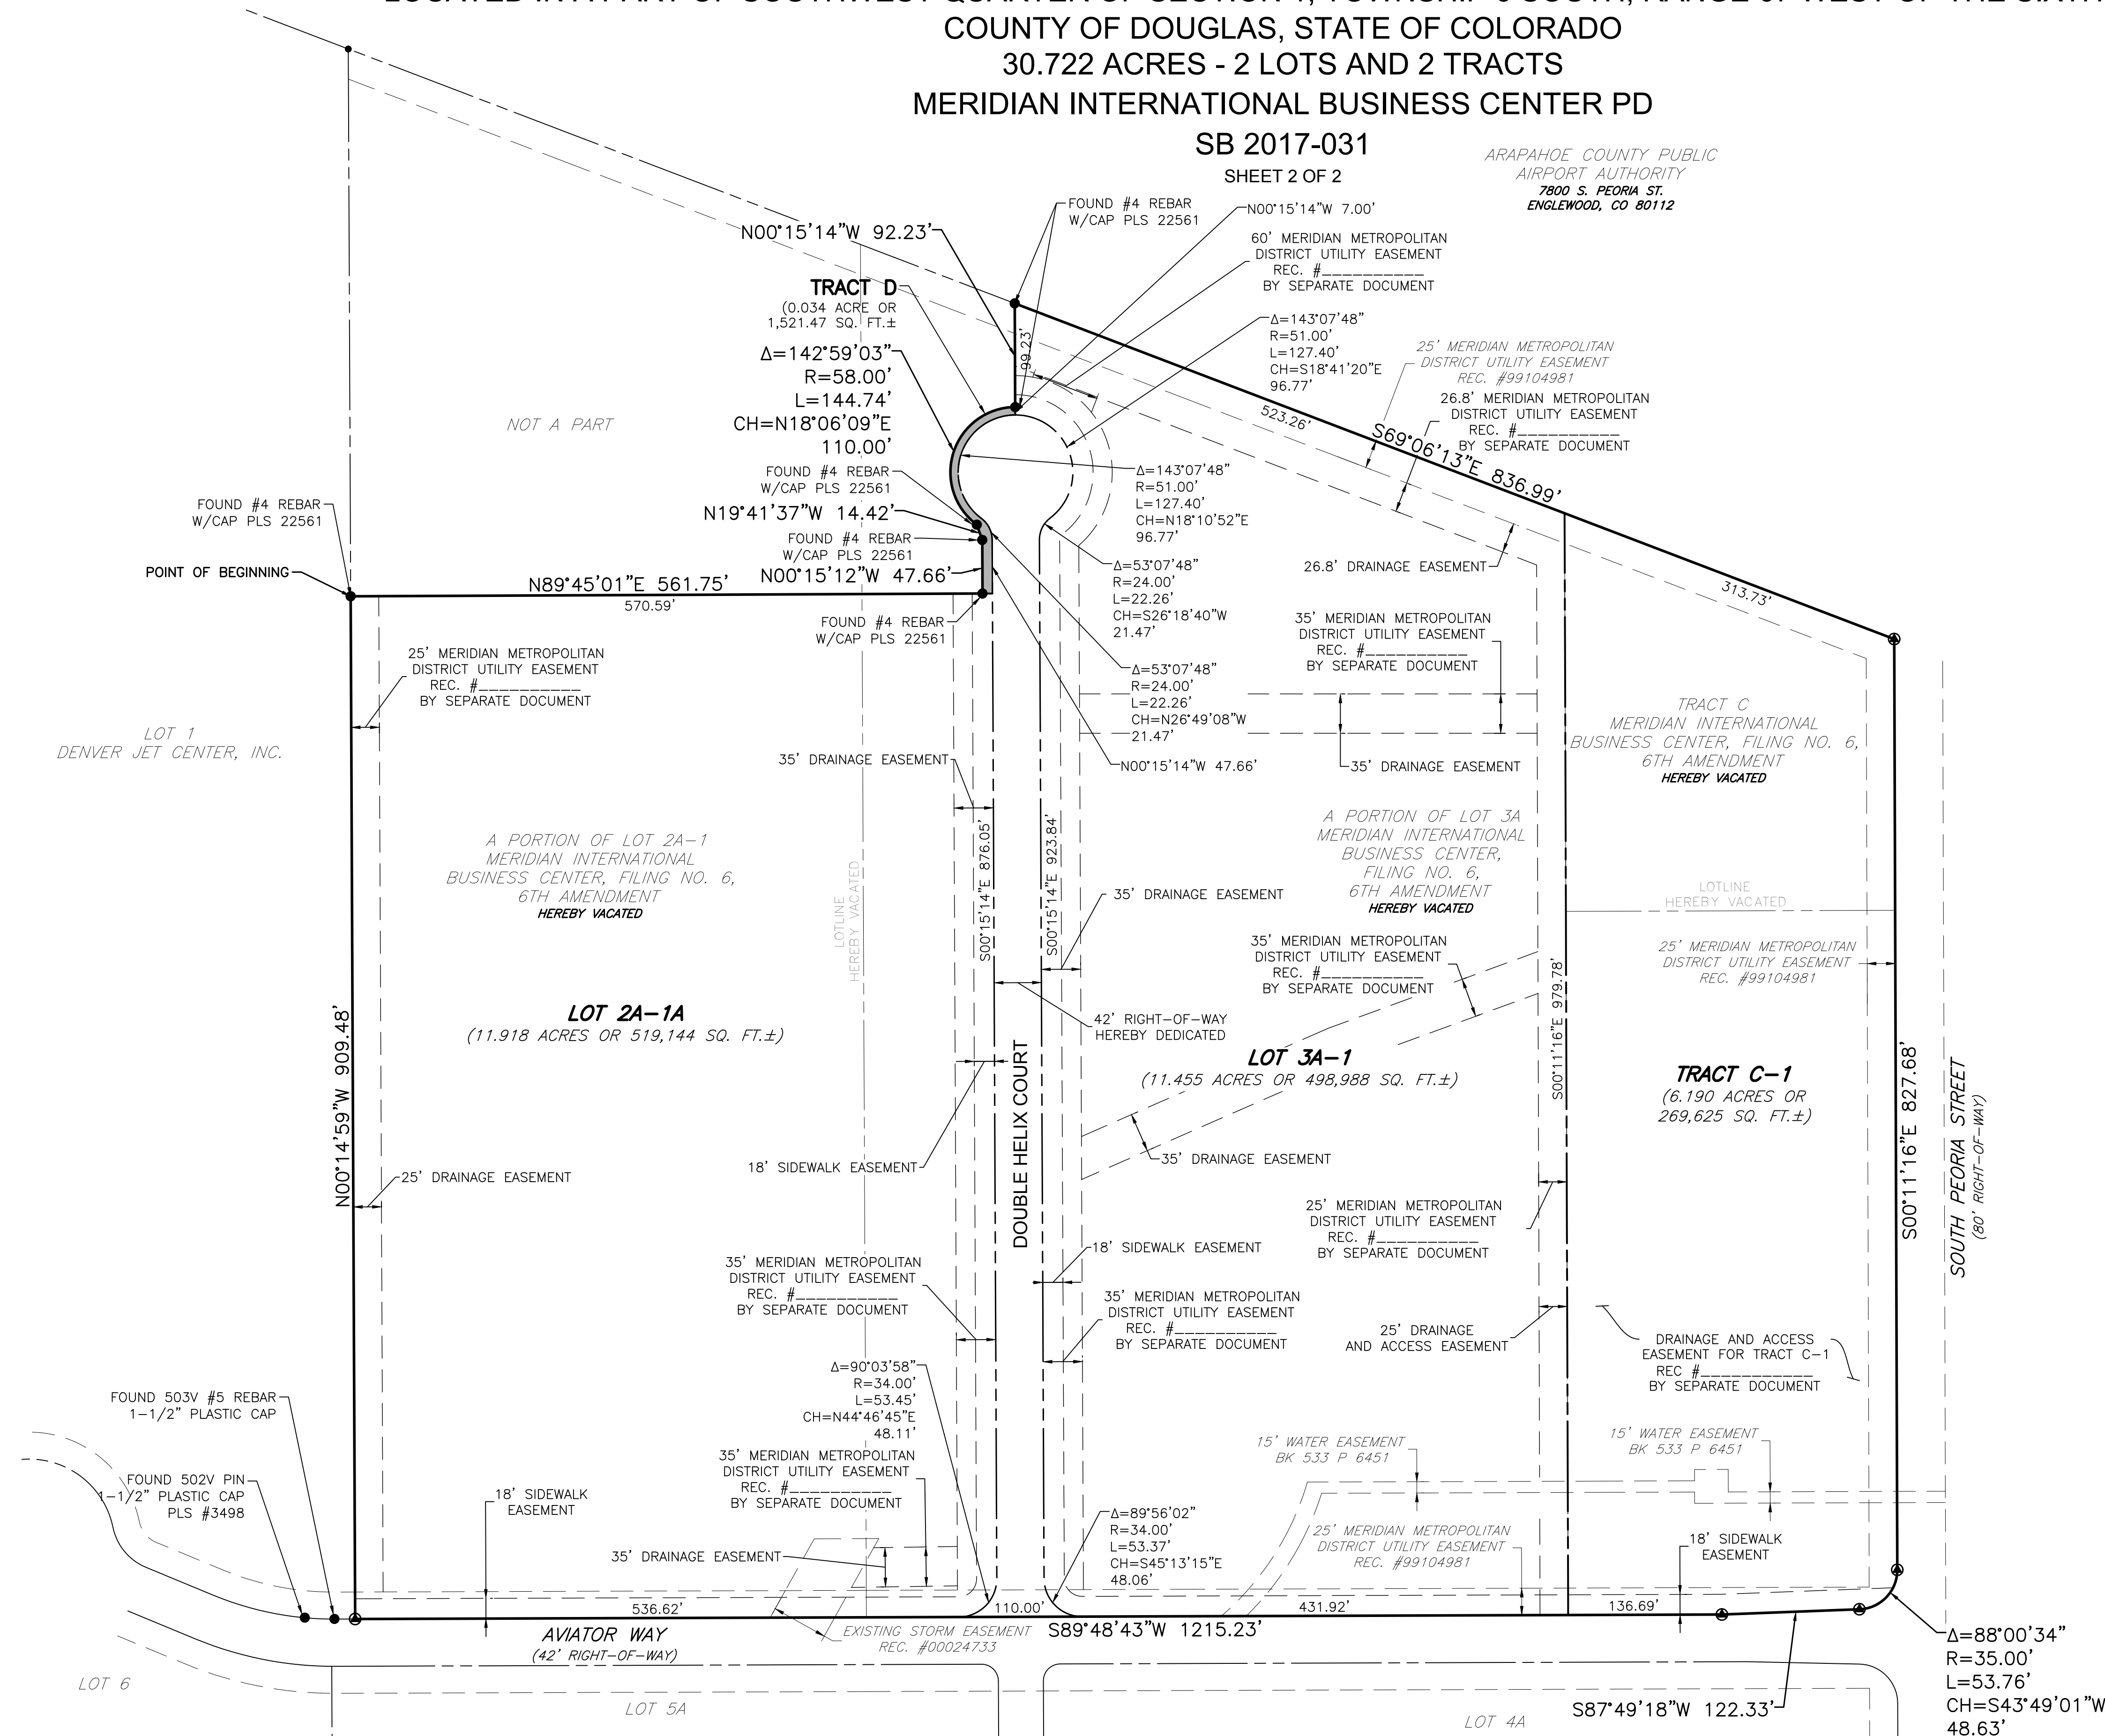 COUNTY OF DOUGLAS, STATE OF COLORADO
30.722 ACRES - 2 LOTS AND 2 TRACTS
MERIDIAN INTERNATIONAL BUSINESS CENTER PD
SB 2017-031
SHEET 2 OF 2
ARAPAHOE COUNTY PUBLIC
AIRPORT AUTHORITY
7800 S. PEORIA ST.
ENGLEWOOD, CO 80112
FOUND #4 REBAR
W/CAP PLS 22561
N00°15'14"W 7.00'
N00°15'14"W 92.23'
60' MERIDIAN METROPOLITAN
DISTRICT UTILITY EASEMENT
REC. #__________
BY SEPARATE DOCUMENT
TRACT D
(0.034 ACRE OR
1,521.47 SQ. FT.±
Δ=142°59'03"
R=58.00'
L=144.74'
CH=N18°06'09"E
110.00'
99.23'
Δ=143°07'48"
R=51.00'
L=127.40'
CH=S18°41'20"E
96.77'
25' MERIDIAN METROPOLITAN
DISTRICT UTILITY EASEMENT
REC. #99104981
26.8' MERIDIAN METROPOLITAN
DISTRICT UTILITY EASEMENT
REC. #__________
BY SEPARATE DOCUMENT
523.26'
S69°06'13"E 836.99'
313.73'
NOT A PART
FOUND #4 REBAR
W/CAP PLS 22561
N19°41'37"W 14.42'
FOUND #4 REBAR
W/CAP PLS 22561
N00°15'12"W 47.66'
Δ=143°07'48"
R=51.00'
L=127.40'
CH=N18°10'52"E
96.77'
FOUND #4 REBAR
W/CAP PLS 22561
POINT OF BEGINNING
N89°45'01"E 561.75'
570.59'
FOUND #4 REBAR
W/CAP PLS 22561
Δ=53°07'48"
R=24.00'
L=22.26'
CH=S26°18'40"W
21.47'
26.8' DRAINAGE EASEMENT
35' MERIDIAN METROPOLITAN
DISTRICT UTILITY EASEMENT
REC. #__________
BY SEPARATE DOCUMENT
25' MERIDIAN METROPOLITAN
DISTRICT UTILITY EASEMENT
REC. #__________
BY SEPARATE DOCUMENT
Δ=53°07'48"
R=24.00'
L=22.26'
CH=N26°49'08"W
21.47'
N00°15'14"W 47.66'
LOT 1
DENVER JET CENTER, INC.
35' DRAINAGE EASEMENT
35' DRAINAGE EASEMENT
TRACT C
MERIDIAN INTERNATIONAL
BUSINESS CENTER, FILING NO. 6,
6TH AMENDMENT
HEREBY VACATED
A PORTION OF LOT 2A-1
MERIDIAN INTERNATIONAL
BUSINESS CENTER, FILING NO. 6,
6TH AMENDMENT
HEREBY VACATED
LOTLINE
HEREBY VACATED
S00°15'14"E 876.05'
S00°15'14"E 923.84'
A PORTION OF LOT 3A
MERIDIAN INTERNATIONAL
BUSINESS CENTER,
FILING NO. 6,
6TH AMENDMENT
HEREBY VACATED
35' DRAINAGE EASEMENT
LOTLINE
HEREBY VACATED
35' MERIDIAN METROPOLITAN
DISTRICT UTILITY EASEMENT
REC. #__________
BY SEPARATE DOCUMENT
25' MERIDIAN METROPOLITAN
DISTRICT UTILITY EASEMENT
REC. #99104981
S00°11'16"E 979.78'
LOT 2A-1A
(11.918 ACRES OR 519,144 SQ. FT.±)
42' RIGHT-OF-WAY
HEREBY DEDICATED
LOT 3A-1
(11.455 ACRES OR 498,988 SQ. FT.±)
TRACT C-1
(6.190 ACRES OR
269,625 SQ. FT.±)
N00°14'59"W 909.48'
DOUBLE HELIX COURT
S00°11'16"E 827.68'
SOUTH PEORIA STREET
(80' RIGHT-OF-WAY)
18' SIDEWALK EASEMENT
35' DRAINAGE EASEMENT
25' DRAINAGE EASEMENT
25' MERIDIAN METROPOLITAN
DISTRICT UTILITY EASEMENT
REC. #__________
BY SEPARATE DOCUMENT
18' SIDEWALK EASEMENT
35' MERIDIAN METROPOLITAN
DISTRICT UTILITY EASEMENT
REC. #__________
BY SEPARATE DOCUMENT
35' MERIDIAN METROPOLITAN
DISTRICT UTILITY EASEMENT
REC. #__________
BY SEPARATE DOCUMENT
25' DRAINAGE
AND ACCESS EASEMENT
DRAINAGE AND ACCESS
EASEMENT FOR TRACT C-1
REC #___________
BY SEPARATE DOCUMENT
Δ=90°03'58"
R=34.00'
L=53.45'
CH=N44°46'45"E
48.11'
FOUND 503V #5 REBAR
1-1/2" PLASTIC CAP
FOUND 502V PIN
1-1/2" PLASTIC CAP
PLS #3498
18' SIDEWALK
EASEMENT
35' MERIDIAN METROPOLITAN
DISTRICT UTILITY EASEMENT
REC. #__________
BY SEPARATE DOCUMENT
35' DRAINAGE EASEMENT
15' WATER EASEMENT
BK 533 P 6451
15' WATER EASEMENT
BK 533 P 6451
Δ=89°56'02"
R=34.00'
L=53.37'
CH=S45°13'15"E
48.06'
25' MERIDIAN METROPOLITAN
DISTRICT UTILITY EASEMENT
REC. #99104981
18' SIDEWALK
EASEMENT
536.62'
110.00'
431.92'
136.69'
AVIATOR WAY
(42' RIGHT-OF-WAY)
EXISTING STORM EASEMENT
REC. #00024733
S89°48'43"W 1215.23'
Δ=88°00'34"
R=35.00'
L=53.76'
CH=S43°49'01"W
48.63'
S87°49'18"W 122.33'
LOT 6
LOT 5A
LOT 4A